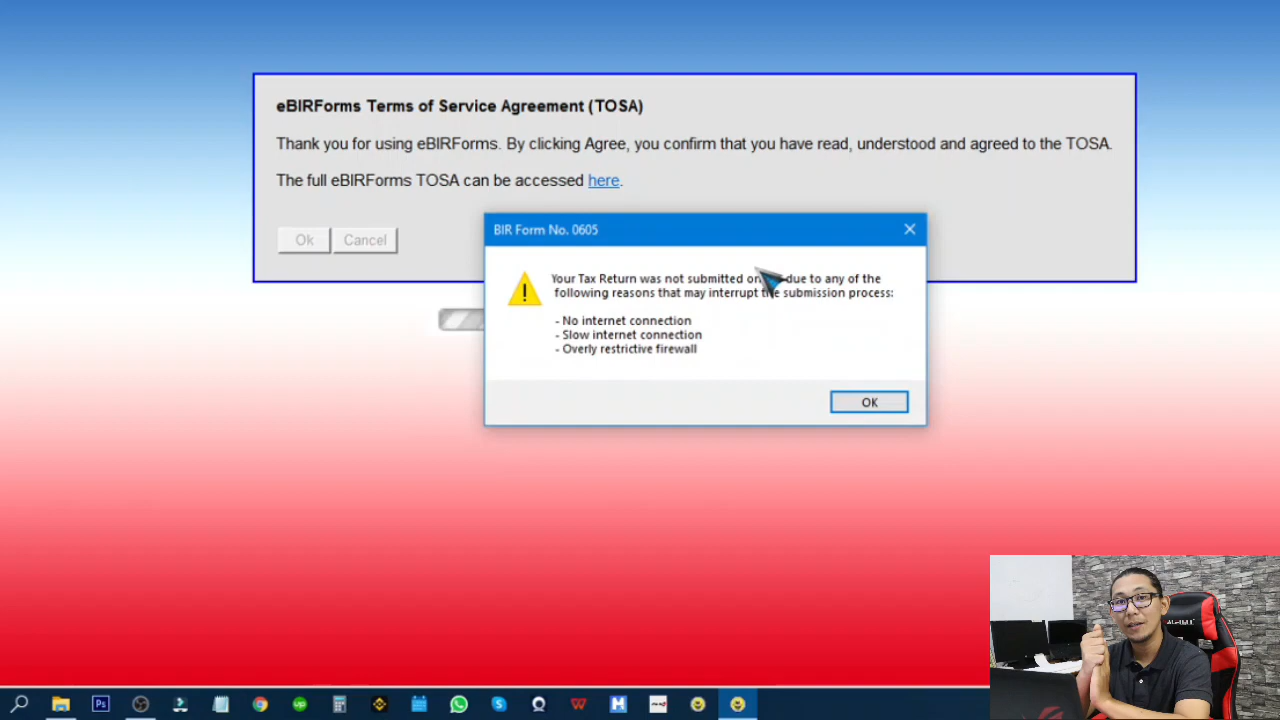 eBIRForms Terms of Service Agreement (TOSA)
Thank you for using eBIRForms. By clicking Agree, you confirm that you have read, understood and agreed to the TOSA.
The full eBIRForms TOSA can be accessed here.
Ok Cancel
BIR Form No. 0605
Your Tax Return was not submitted due to any of the
following reasons that may interrupt the submission process:
- No internet connection
- Slow internet connection
- Overly restrictive firewall
OK
Ps
up